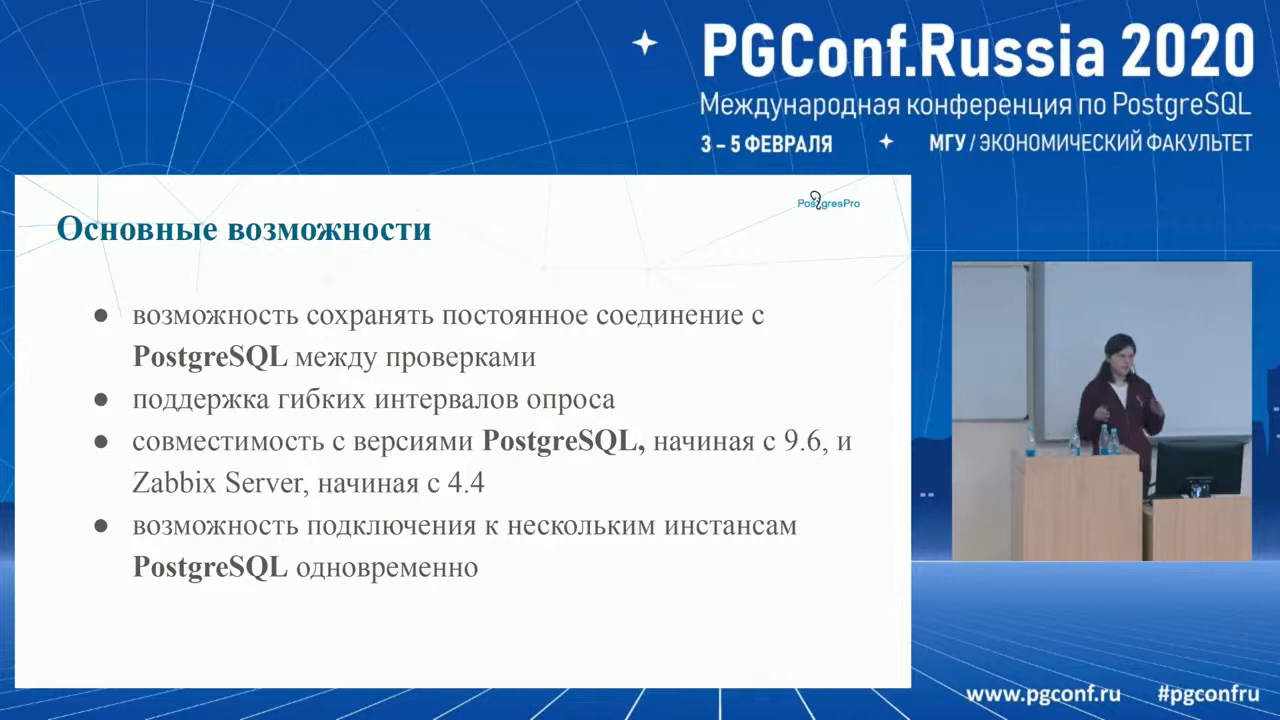 PGConf.Russia 2020
Международная конференция по PostgreSQL
3 – 5 ФЕВРАЛЯ
МГУ / ЭКОНОМИЧЕСКИЙ ФАКУЛЬТЕТ
PostgresPro
Основные возможности
● возможность сохранять постоянное соединение с
PostgreSQL между проверками
● поддержка гибких интервалов опроса
● совместимость с версиями PostgreSQL, начиная с 9.6, и
Zabbix Server, начиная с 4.4
● возможность подключения к нескольким инстансам
PostgreSQL одновременно
www.pgconf.ru #pgconfru